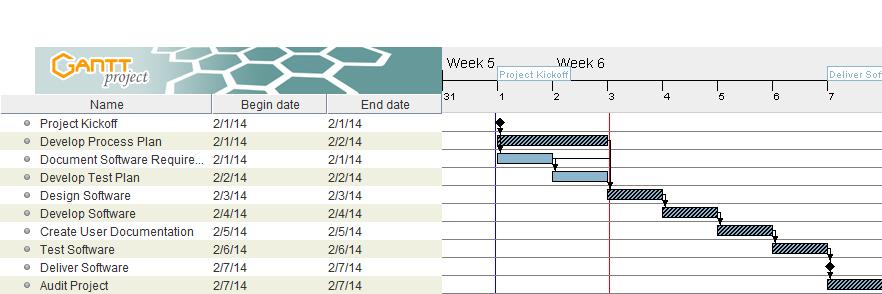 GANTT
project
Week 5 Week 6
Project Kickoff Deliver Sof
31 1 2 3 4 5 6 7
Name Begin date End date
Project Kickoff 2/1/14 2/1/14
Develop Process Plan 2/1/14 2/2/14
Document Software Require... 2/1/14 2/1/14
Develop Test Plan 2/2/14 2/2/14
Design Software 2/3/14 2/3/14
Develop Software 2/4/14 2/4/14
Create User Documentation 2/5/14 2/5/14
Test Software 2/6/14 2/6/14
Deliver Software 2/7/14 2/7/14
Audit Project 2/7/14 2/7/14